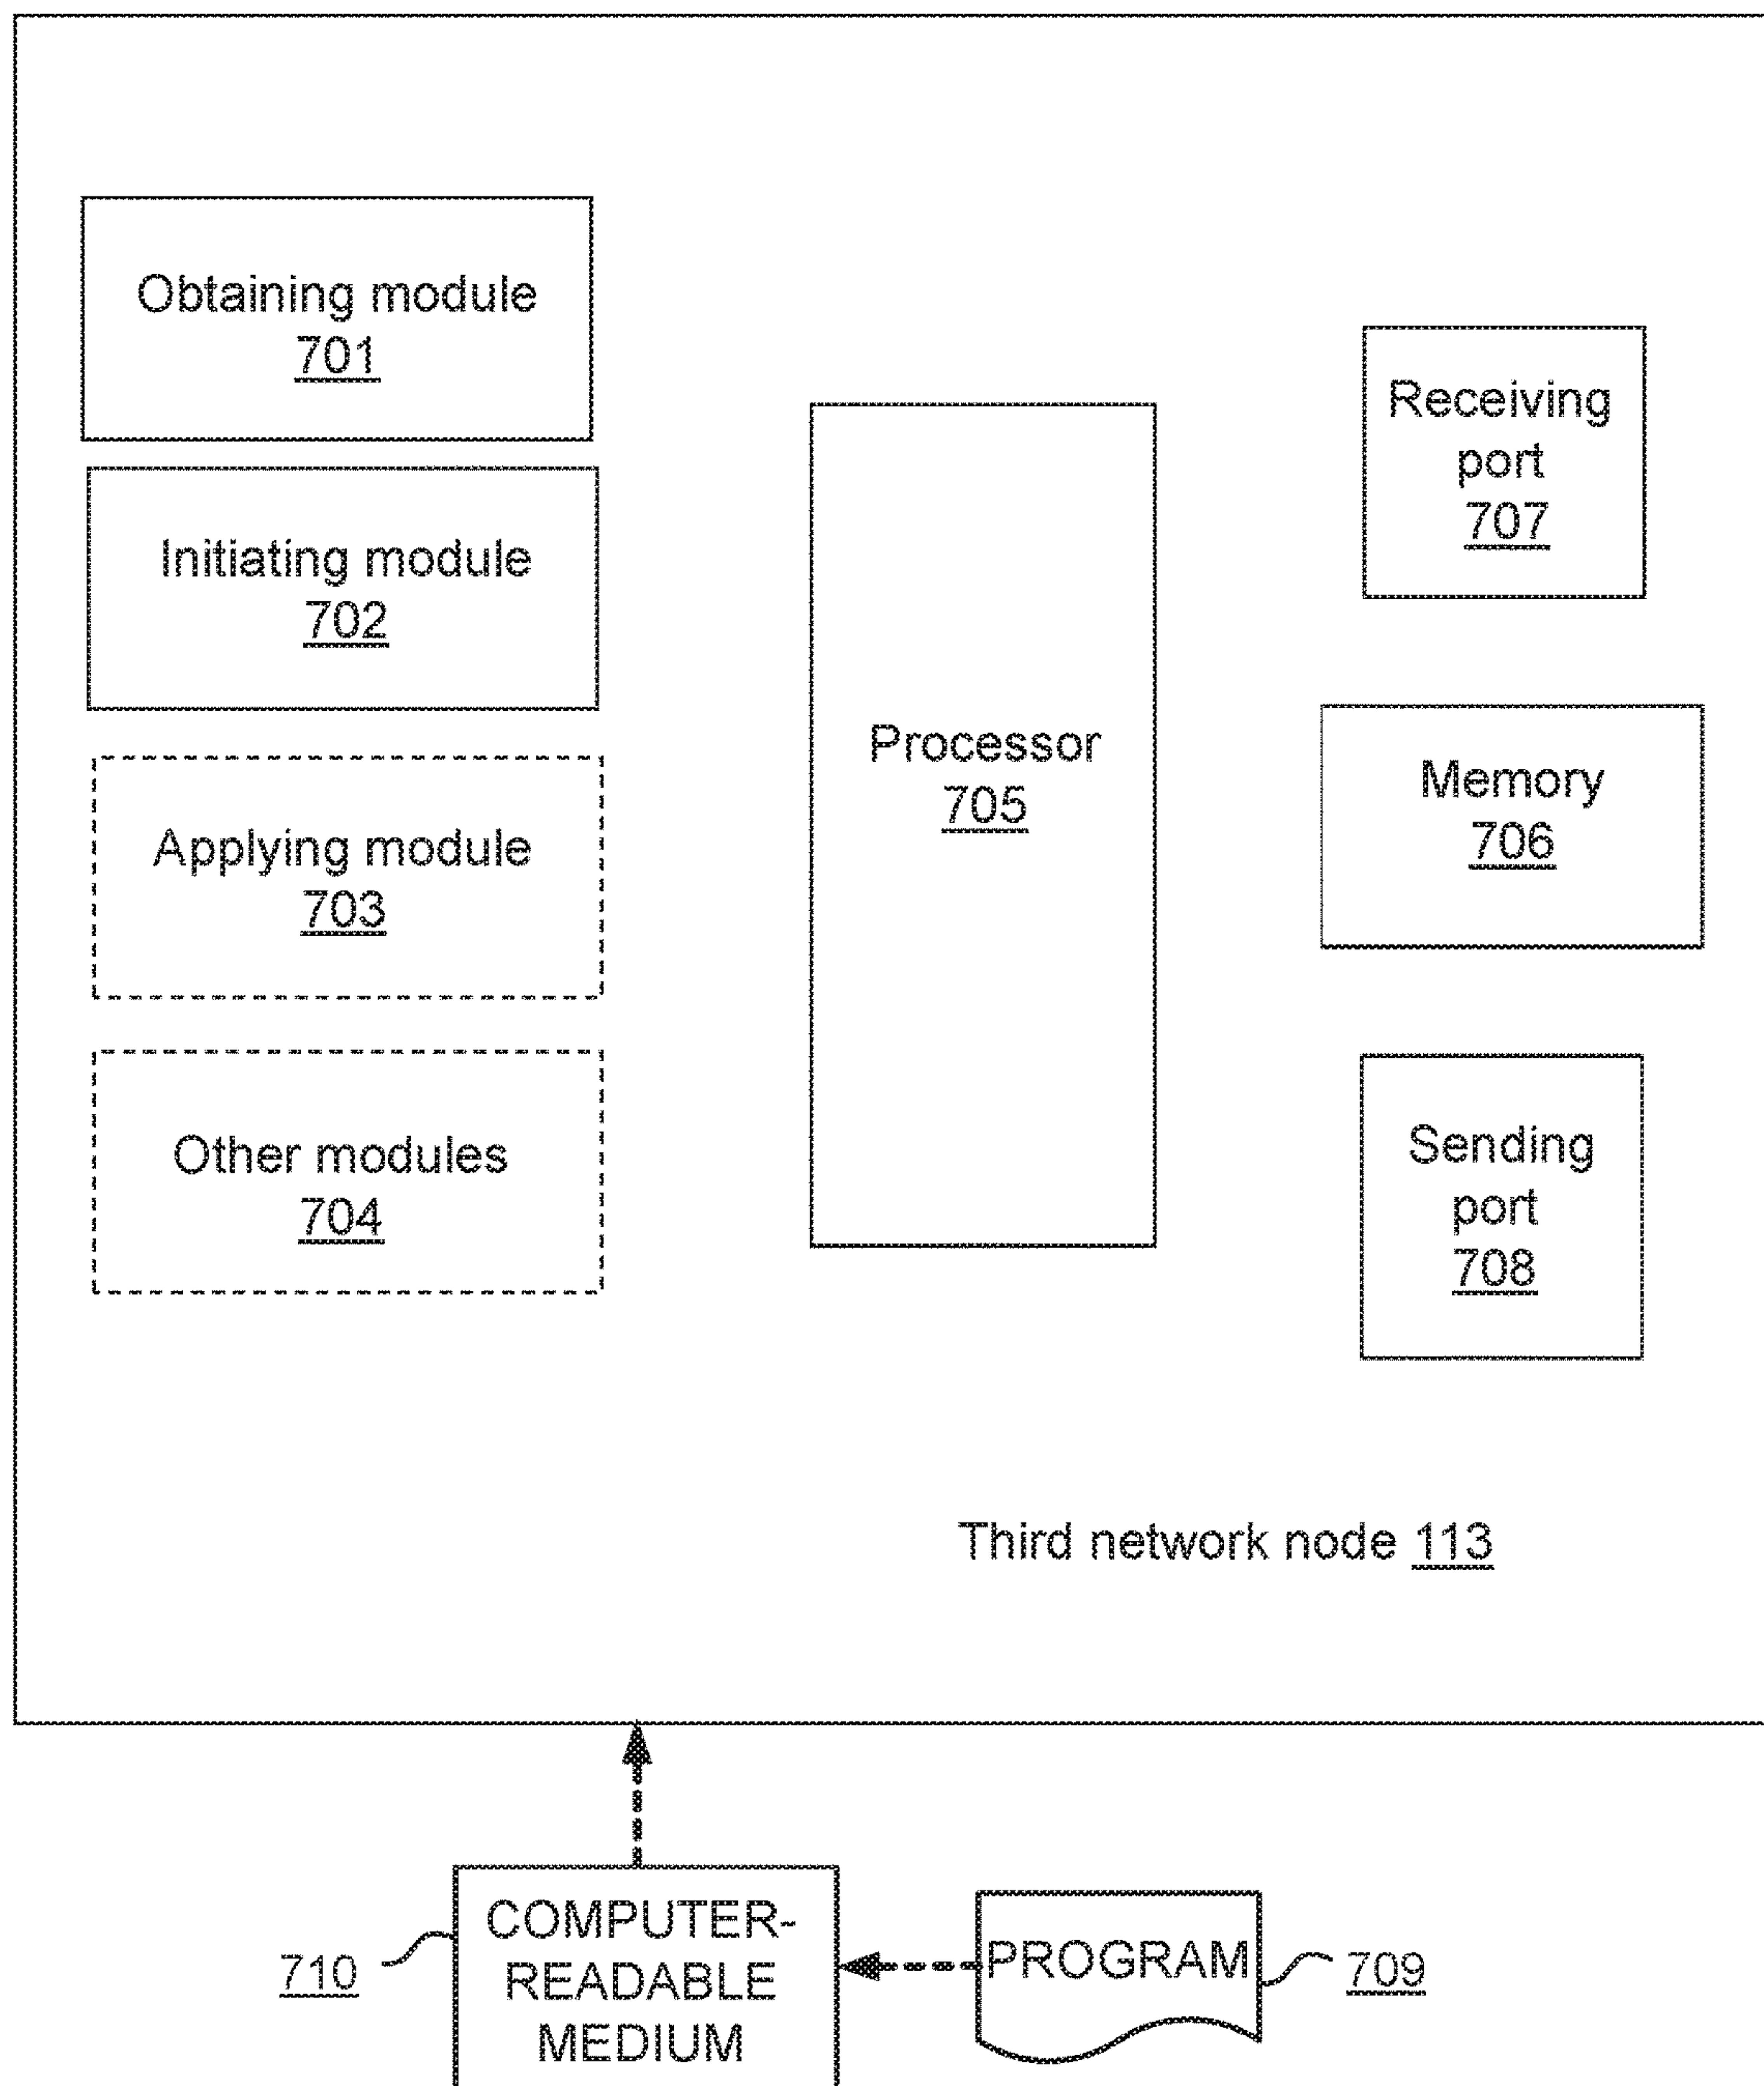 Obtaining module
701
Initiating module
702
Applying module
703
Other modules
704
Processor
705
Receiving
port
707
Memory
706
Sending
port
708
Third network node 113
710
COMPUTER-
READABLE
MEDIUM
PROGRAM
709